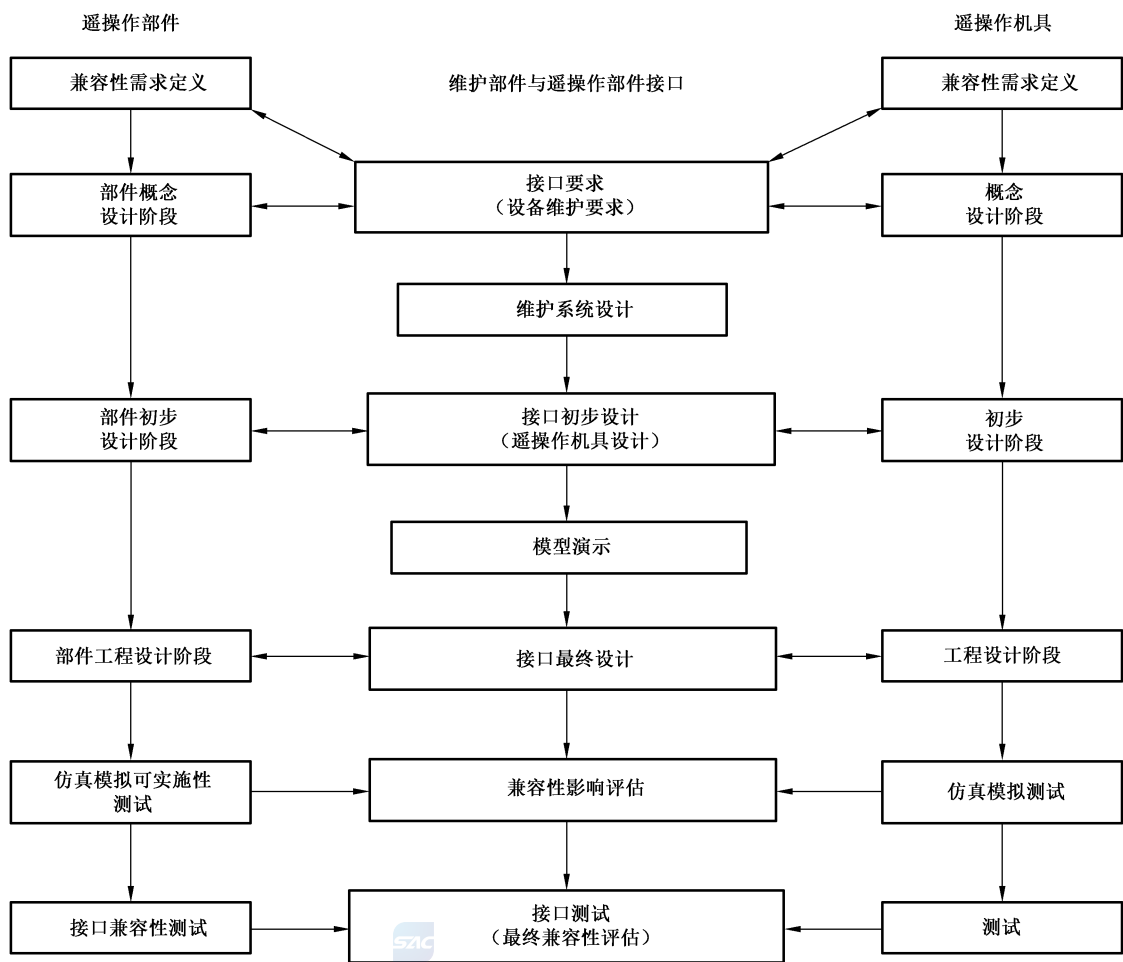 遥操作部件
遥操作机具
兼容性需求定义
维护部件与遥操作部件接口
兼容性需求定义
部件概念
设计阶段
接口要求
（设备维护要求）
概念
设计阶段
维护系统设计
部件初步
设计阶段
接口初步设计
（遥操作机具设计）
初步
设计阶段
模型演示
部件工程设计阶段
接口最终设计
工程设计阶段
仿真模拟可实施性
测试
兼容性影响评估
仿真模拟测试
接口兼容性测试
接口测试
（最终兼容性评估）
测试
SAC